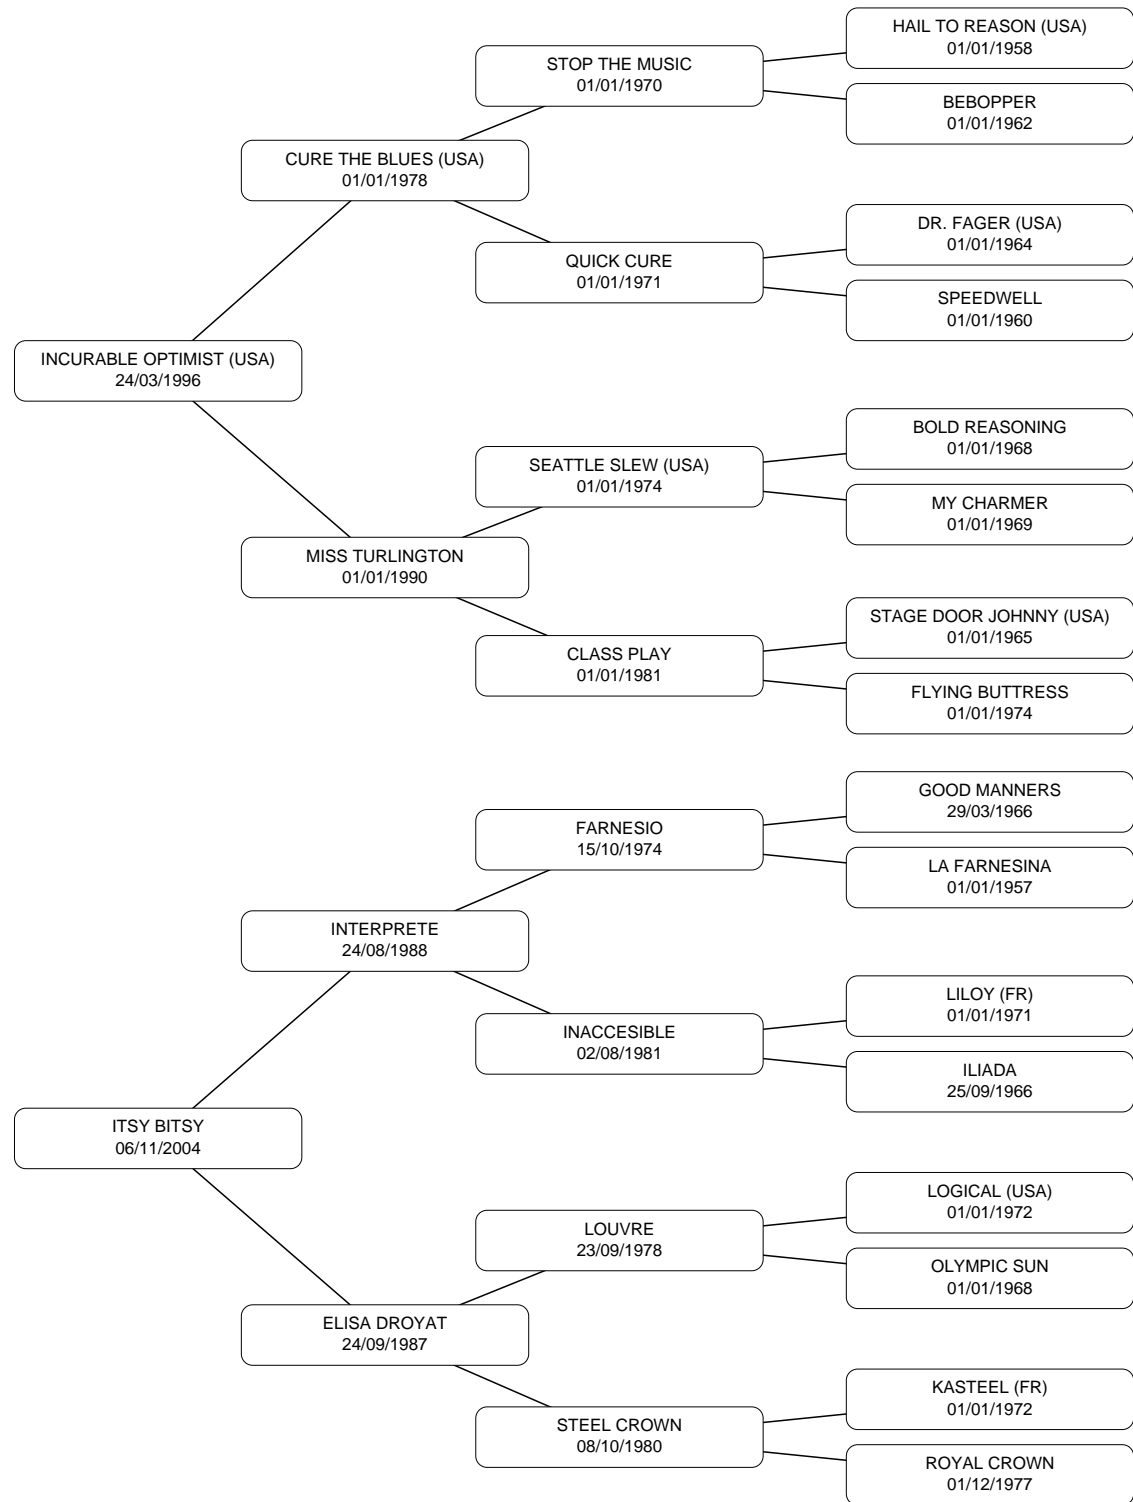 HAIL TO REASON (USA)
01/01/1958
STOP THE MUSIC
01/01/1970
BEBOPPER
01/01/1962
CURE THE BLUES (USA)
01/01/1978
DR. FAGER (USA)
01/01/1964
QUICK CURE
01/01/1971
SPEEDWELL
01/01/1960
INCURABLE OPTIMIST (USA)
24/03/1996
BOLD REASONING
01/01/1968
SEATTLE SLEW (USA)
01/01/1974
MY CHARMER
01/01/1969
MISS TURLINGTON
01/01/1990
STAGE DOOR JOHNNY (USA)
01/01/1965
CLASS PLAY
01/01/1981
FLYING BUTTRESS
01/01/1974
GOOD MANNERS
29/03/1966
FARNESIO
15/10/1974
LA FARNESINA
01/01/1957
INTERPRETE
24/08/1988
LILOY (FR)
01/01/1971
INACCESIBLE
02/08/1981
ILIADA
25/09/1966
ITSY BITSY
06/11/2004
LOGICAL (USA)
01/01/1972
LOUVRE
23/09/1978
OLYMPIC SUN
01/01/1968
ELISA DROYAT
24/09/1987
KASTEEL (FR)
01/01/1972
STEEL CROWN
08/10/1980
ROYAL CROWN
01/12/1977